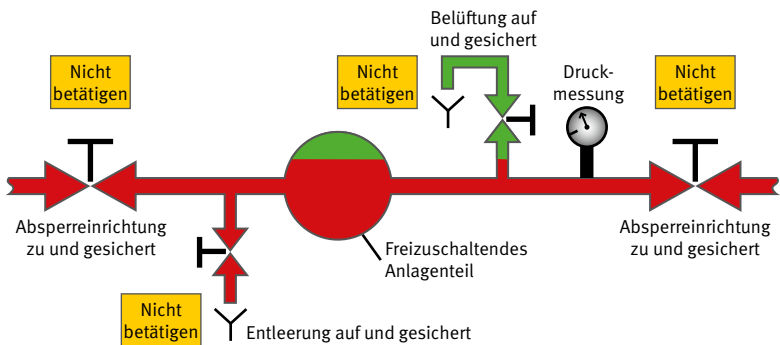 Belüftung auf
und gesichert
Nicht
betätigen
Nicht
betätigen
Druck-
messung
Nicht
betätigen
Absperreinrichtung
zu und gesichert
Freizuschaltendes
Anlagenteil
Absperreinrichtung
zu und gesichert
Nicht
betätigen
Entleerung auf und gesichert